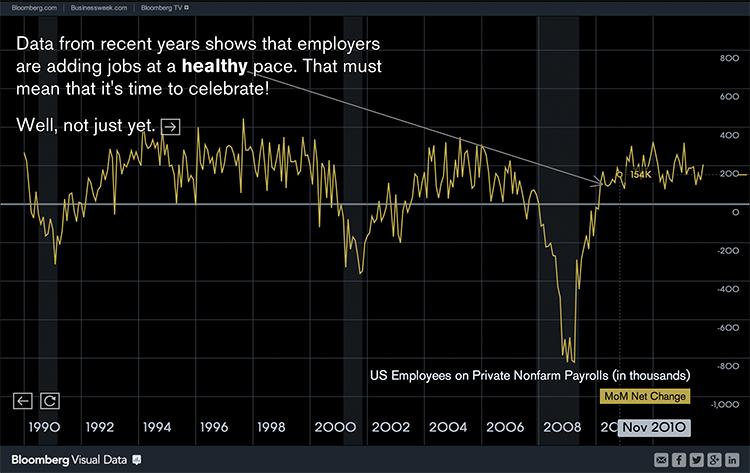 Bloomberg.com | Businessweek.com | Bloomberg TV
Data from recent years shows that employers
are adding jobs at a healthy pace. That must
mean that it's time to celebrate!
Well, not just yet.
800
600
400
200
0
-200
-400
-600
-800
-1,000
154K
US Employees on Private Nonfarm Payrolls (in thousands)
MoM Net Change
1990 1992 1994 1996 1998 2000 2002 2004 2006 2008 20 Nov 2010
Bloomberg Visual Data